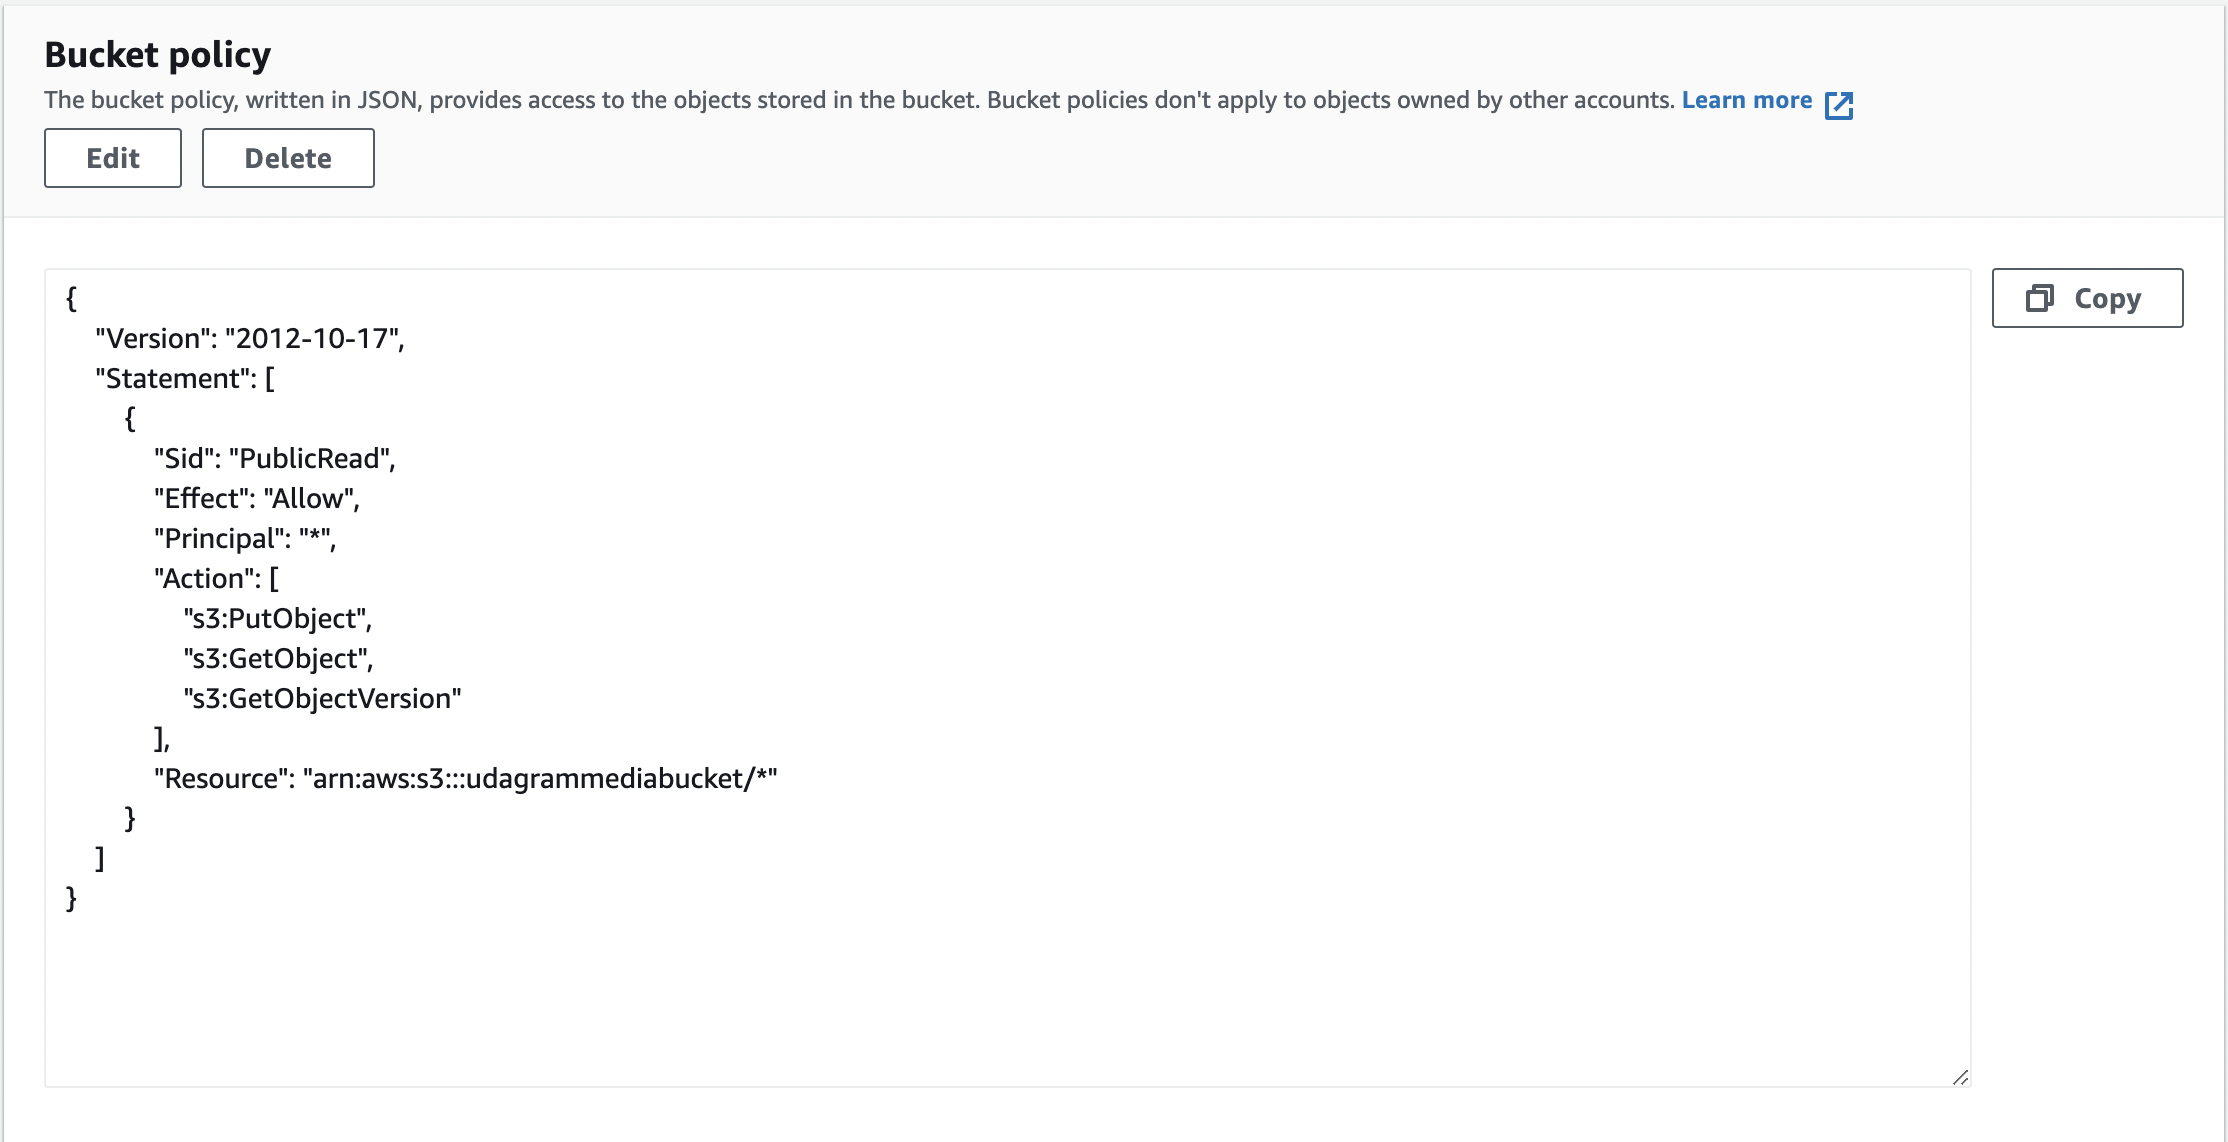 Bucket policy
The bucket policy, written in JSON, provides access to the objects stored in the bucket. Bucket policies don't apply to objects owned by other accounts. Learn more
Edit Delete
{
"Version": "2012-10-17",
"Statement": [
{
"Sid": "PublicRead",
"Effect": "Allow",
"Principal": "*",
"Action": [
"s3:PutObject",
"s3:GetObject",
"s3:GetObjectVersion"
],
"Resource": "arn:aws:s3:::udagrammediabucket/*"
}
]
}
Copy